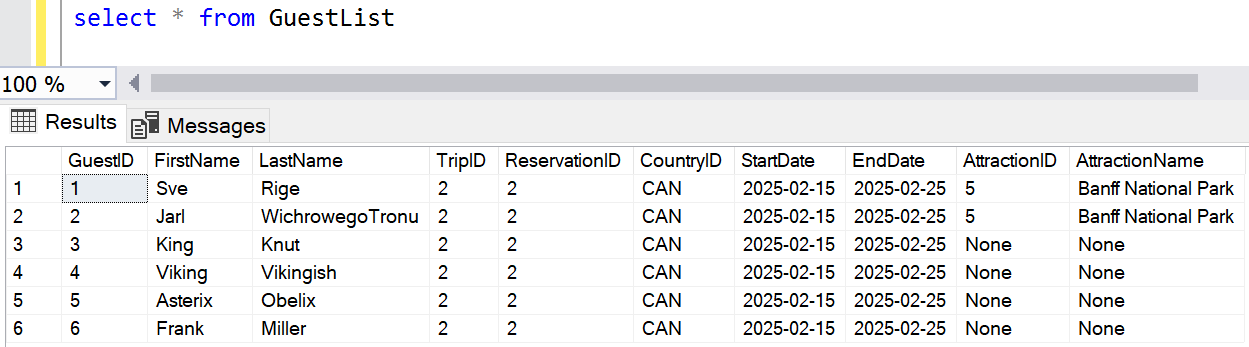 select * from GuestList
100 %
Results Messages
GuestID FirstName LastName TripID ReservationID CountryID StartDate EndDate AttractionID AttractionName
1 1 Sve Rige 2 2 CAN 2025-02-15 2025-02-25 5 Banff National Park
2 2 Jarl WichrowegoTronu 2 2 CAN 2025-02-15 2025-02-25 5 Banff National Park
3 3 King Knut 2 2 CAN 2025-02-15 2025-02-25 None None
4 4 Viking Vikingish 2 2 CAN 2025-02-15 2025-02-25 None None
5 5 Asterix Obelix 2 2 CAN 2025-02-15 2025-02-25 None None
6 6 Frank Miller 2 2 CAN 2025-02-15 2025-02-25 None None